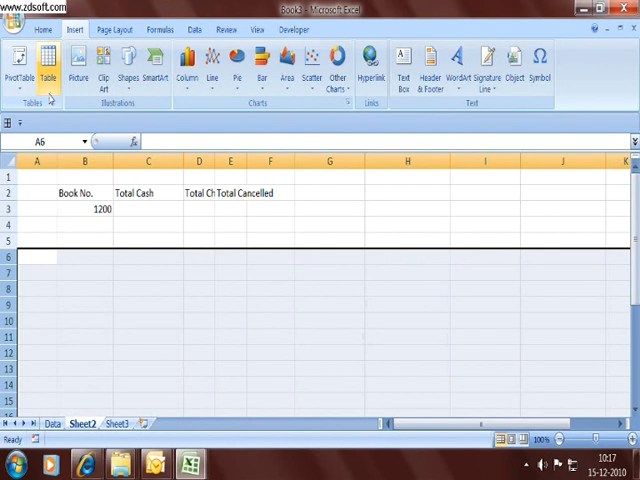 www.zdsoft.com
Book3 - Microsoft Excel
Home Insert Page Layout Formulas Data Review View Developer
PivotTable Table Picture Clip Art Shapes SmartArt Column Line Pie Bar Area Scatter Other Charts Hyperlink Text Box Header & Footer WordArt Signature Line Object Symbol
Tables Illustrations Charts Links Text
A6 fx
A B C D E F G H I J K
1
2 Book No. Total Cash Total Ch Total Cancelled
3 1200
4
5
6
7
8
9
10
11
12
13
14
15
Data Sheet2 Sheet3
Ready 100%
10:17
15-12-2010